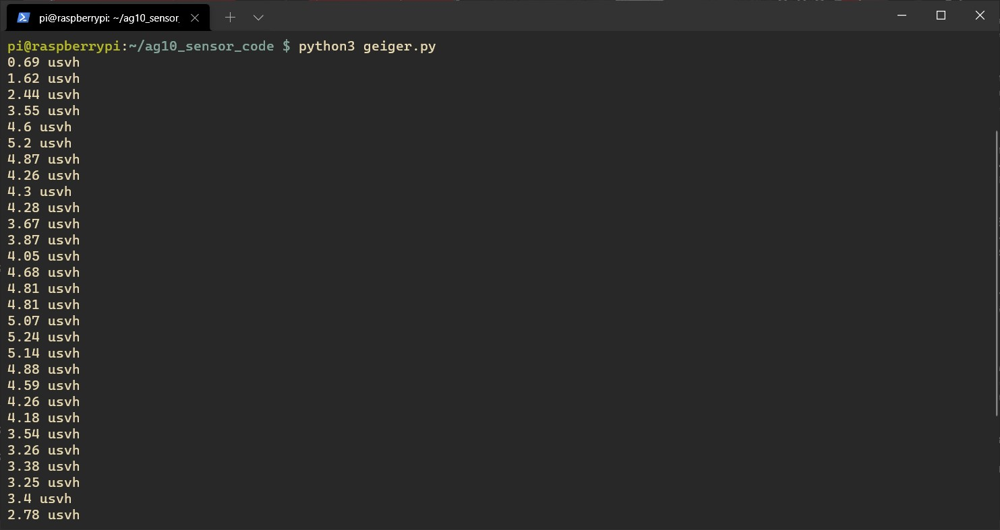 pi@raspberrypi: ~/ag10_sensor_
pi@raspberrypi:~/ag10_sensor_code $ python3 geiger.py
0.69 usvh
1.62 usvh
2.44 usvh
3.55 usvh
4.6 usvh
5.2 usvh
4.87 usvh
4.26 usvh
4.3 usvh
4.28 usvh
3.67 usvh
3.87 usvh
4.05 usvh
4.68 usvh
4.81 usvh
4.81 usvh
5.07 usvh
5.24 usvh
5.14 usvh
4.88 usvh
4.59 usvh
4.26 usvh
4.18 usvh
3.54 usvh
3.26 usvh
3.38 usvh
3.25 usvh
3.4 usvh
2.78 usvh